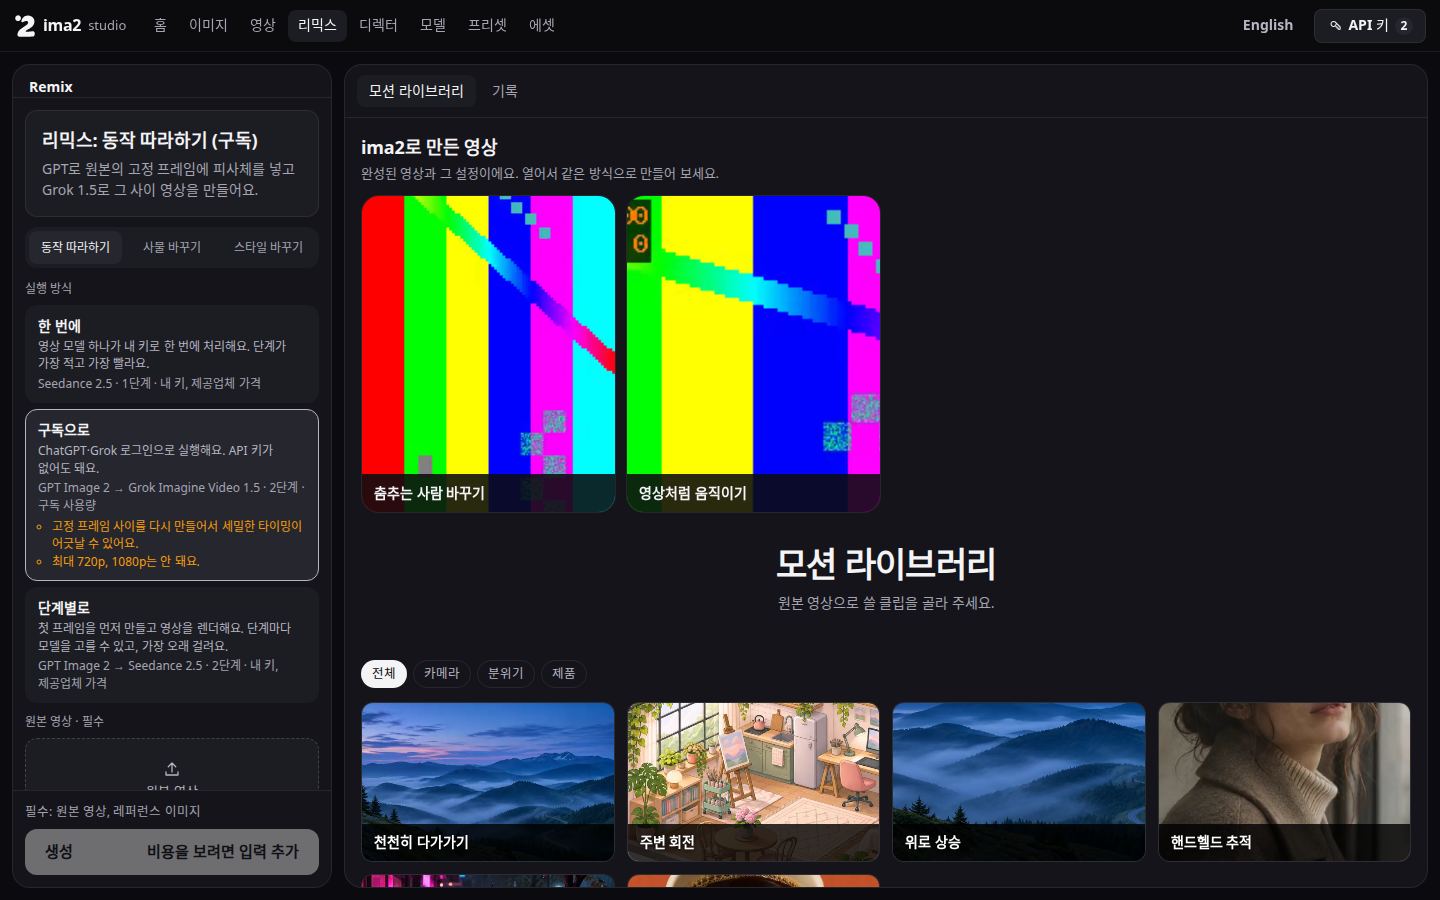 ima2 studio
홈
이미지
영상
리믹스
디렉터
모델
프리셋
에셋
English
API 키 2
Remix
리믹스: 동작 따라하기 (구독)
GPT로 원본의 고정 프레임에 피사체를 넣고
Grok 1.5로 그 사이 영상을 만들어요.
동작 따라하기
사물 바꾸기
스타일 바꾸기
실행 방식
한 번에
영상 모델 하나가 내 키로 한 번에 처리해요. 단계가
가장 적고 가장 빨라요.
Seedance 2.5 · 1단계 · 내 키, 제공업체 가격
구독으로
ChatGPT·Grok 로그인으로 실행해요. API 키가
없어도 돼요.
GPT Image 2 → Grok Imagine Video 1.5 · 2단계 ·
구독 사용량
고정 프레임 사이를 다시 만들어서 세밀한 타이밍이
어긋날 수 있어요.
최대 720p, 1080p는 안 돼요.
단계별로
첫 프레임을 먼저 만들고 영상을 렌더해요. 단계마다
모델을 고를 수 있고, 가장 오래 걸려요.
GPT Image 2 → Seedance 2.5 · 2단계 · 내 키,
제공업체 가격
원본 영상 · 필수
필수: 원본 영상, 레퍼런스 이미지
생성
비용을 보려면 입력 추가
모션 라이브러리
기록
ima2로 만든 영상
완성된 영상과 그 설정이에요. 열어서 같은 방식으로 만들어 보세요.
춤추는 사람 바꾸기
0
영상처럼 움직이기
모션 라이브러리
원본 영상으로 쓸 클립을 골라 주세요.
전체
카메라
분위기
제품
천천히 다가가기
주변 회전
위로 상승
핸드헬드 추적